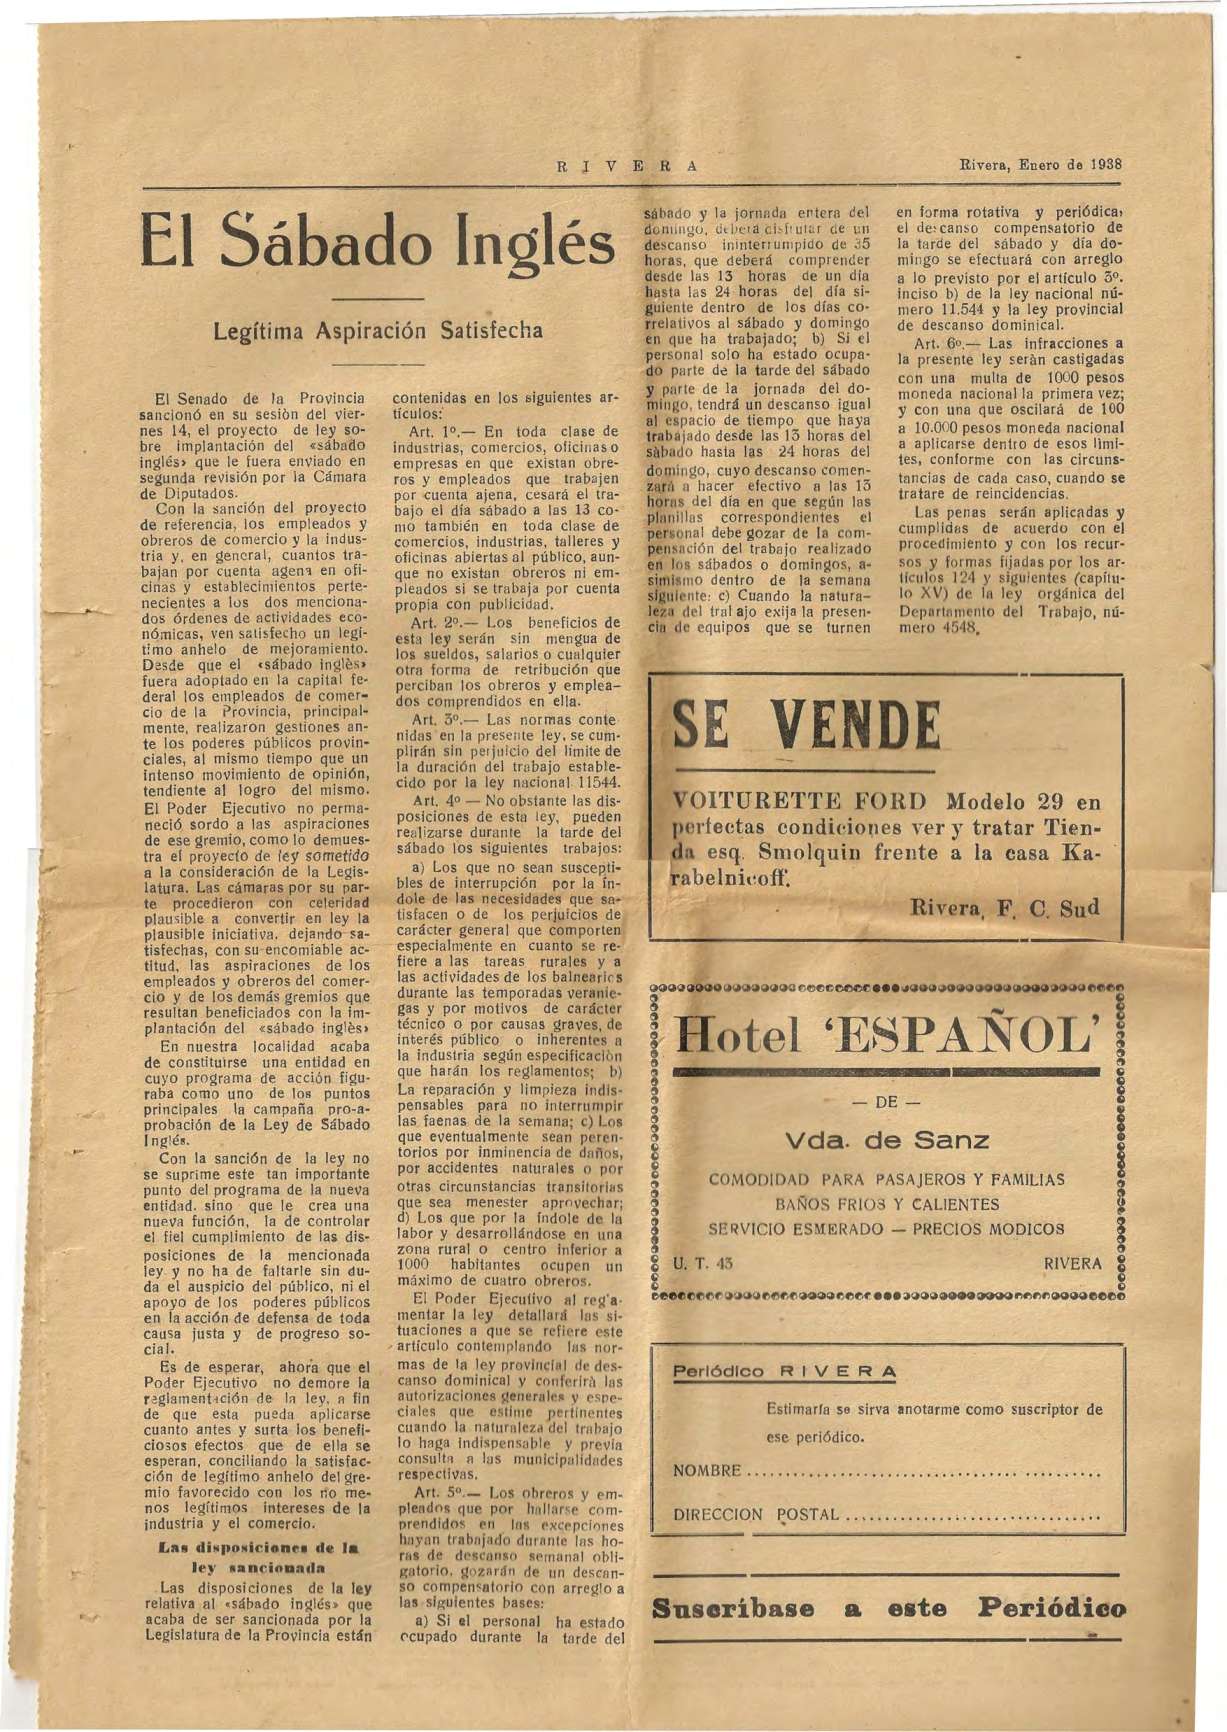 RIVERA
Rivera, Enero de 1938
El Sábado Inglés
Legítima Aspiración Satisfecha
El Senado de la Provincia
sancionó en su sesiòn del vier-
nes 14, el proyecto de ley so-
bre implantación del «sábado
inglés» que le fuera enviado en
segunda revisión por la Cámara
de Diputados.
Con la sanción del proyecto
de referencia, los empleados y
obreros de comercio y la indus-
tria y, en general, cuantos tra-
bajan por cuenta agena en ofi-
cinas y establecimientos perte-
necientes a los dos menciona-
dos órdenes de actividades eco-
nómicas, ven satisfecho un legí-
timo anhelo de mejoramiento.
Desde que el «sábado inglès»
fuera adoptado en la capital fe-
deral los empleados de comer-
cio de la Provincia, principal-
mente, realizaron gestiones an-
te los poderes públicos provin-
ciales, al mismo tiempo que un
intenso movimiento de opinión,
tendiente al logro del mismo.
El Poder Ejecutivo no perma-
neció sordo a las aspiraciones
de ese gremio, como lo demues-
tra el proyecto de ley sometido
a la consideración de la Legis-
latura. Las cámaras por su par-
te procedieron con celeridad
plausible a convertir en ley la
plausible iniciativa, dejando sa-
tisfechas, con su encomiable ac-
titud, las aspiraciones de los
empleados y obreros del comer-
cio y de los demás gremios que
resultan beneficiados con la im-
plantación del «sábado inglès»
En nuestra localidad acaba
de constituirse una entidad en
cuyo programa de acción figu-
raba como uno de los puntos
principales la campaña pro-a-
probación de la Ley de Sábado
Inglés.
Con la sanción de la ley no
se suprime este tan importante
punto del programa de la nueva
entidad. sino que le crea una
nueva función, la de controlar
el fiel cumplimiento de las dis-
posiciones de la mencionada
ley y no ha de faltarle sin du-
da el auspicio del público, ni el
apoyo de los poderes públicos
en la acción de defensa de toda
causa justa y de progreso so-
cial.
Es de esperar, ahora que el
Poder Ejecutivo no demore la
reglamentación de la ley, a fin
de que esta pueda aplicarse
cuanto antes y surta los benefi-
ciosos efectos que de ella se
esperan, conciliando la satisfac-
ción de legítimo anhelo del gre-
mio favorecido con los no me-
nos legítimos intereses de la
industria y el comercio.
Las disposiciones de la
ley sancionada
Las disposiciones de la ley
relativa al «sábado inglés» que
acaba de ser sancionada por la
Legislatura de la Provincia están
contenidas en los siguientes ar-
tículos:
Art. 1º.— En toda clase de
industrias, comercios, oficinas o
empresas en que existan obre-
ros y empleados que trabajen
por cuenta ajena, cesará el tra-
bajo el día sábado a las 13 co-
mo también en toda clase de
comercios, industrias, talleres y
oficinas abiertas al público, aun-
que no existan obreros ni em-
pleados si se trabaja por cuenta
propia con publicidad.
Art. 2º.— Los beneficios de
esta ley serán sin mengua de
los sueldos, salarios o cualquier
otra forma de retribución que
perciban los obreros y emplea-
dos comprendidos en ella.
Art. 3º.— Las normas conte
nidas en la presente ley, se cum-
plirán sin perjuicio del límite de
la duración del trabajo estable-
cido por la ley nacional 11544.
Art. 4º — No obstante las dis-
posiciones de esta ley, pueden
realizarse durante la tarde del
sábado los siguientes trabajos:
a) Los que no sean suscepti-
bles de interrupción por la ín-
dole de las necesidades que sa-
tisfacen o de los perjuicios de
carácter general que comporten
especialmente en cuanto se re-
fiere a las tareas rurales y a
las actividades de los balnearics
durante las temporadas veranie-
gas y por motivos de carácter
técnico o por causas graves, de
interés público o inherentes a
la industria según especificaciòn
que harán los reglamentos; b)
La reparación y limpieza indis-
pensables para no interrumpir
las faenas de la semana; c) Los
que eventualmente sean peren-
torios por inminencia de daños,
por accidentes naturales o por
otras circunstancias transitorias
que sea menester aprovechar;
d) Los que por la índole de la
labor y desarrollándose en una
zona rural o centro inferior a
1000 habitantes ocupen un
máximo de cuatro obreros.
El Poder Ejecutivo al reg'a-
mentar la ley detallará las si-
tuaciones a que se refiere este
artículo contemplando las nor-
mas de la ley provincial de des-
canso dominical y conferirà las
autorizaciones generales y espe-
ciales que estime pertinentes
cuando la naturaleza del trabajo
lo haga indispensable y previa
consulta a las municipalidades
respectivas.
Art. 5º.— Los obreros y em-
pleados que por hallarse com-
prendidos en las excepciones
hayan trabajado durante las ho-
ras de descanso semanal obli-
gatorio, gozarán de un descan-
so compensatorio con arreglo a
las siguientes bases:
a) Si el personal ha estado
ocupado durante la tarde del
sábado y la jornada entera del
domingo, deberá disfrutar de un
descanso ininterrumpido de 35
horas, que deberá comprender
desde las 13 horas de un día
hasta las 24 horas del día si-
guiente dentro de los días co-
rrelativos al sábado y domingo
en que ha trabajado; b) Si el
personal solo ha estado ocupa-
do parte de la tarde del sábado
y parte de la jornada del do-
mingo, tendrá un descanso igual
al espacio de tiempo que haya
trabajado desde las 13 horas del
sàbado hasta las 24 horas del
domingo, cuyo descanso comen-
zará a hacer efectivo a las 13
horas del día en que según las
planillas correspondientes el
personal debe gozar de la com-
pensación del trabajo realizado
en los sábados o domingos, a-
simismo dentro de la semana
siguiente: c) Cuando la natura-
leza del tral ajo exija la presen-
cia de equipos que se turnen
en forma rotativa y periódica,
el descanso compensatorio de
la tarde del sábado y día do-
mingo se efectuará con arreglo
a lo previsto por el artículo 3º.
inciso b) de la ley nacional nú-
mero 11.544 y la ley provincial
de descanso dominical.
Art. 6º.— Las infracciones a
la presente ley seràn castigadas
con una multa de 1000 pesos
moneda nacional la primera vez;
y con una que oscilará de 100
a 10.000 pesos moneda nacional
a aplicarse dentro de esos lími-
tes, conforme con las circuns-
tancias de cada caso, cuando se
tratare de reincidencias.
Las penas serán aplicadas y
cumplidas de acuerdo con el
procedimiento y con los recur-
sos y formas fijadas por los ar-
tículos 124 y siguientes (capítu-
lo XV) de la ley orgánica del
Departamento del Trabajo, nú-
mero 4548.
SE VENDE
VOITURETTE FORD Modelo 29 en
perfectas condiciones ver y tratar Tien-
da esq. Smolquin frente a la casa Ka-
rabelnicoff.
Rivera, F. C. Sud
Hotel 'ESPAÑOL'
— DE —
Vda. de Sanz
COMODIDAD PARA PASAJEROS Y FAMILIAS
BAÑOS FRIOS Y CALIENTES
SERVICIO ESMERADO — PRECIOS MODICOS
U. T. 43 RIVERA
Periódico RIVERA
Estimaría se sirva anotarme como suscriptor de
ese periódico.
NOMBRE ........................................
DIRECCION POSTAL ................................
Suscríbase a este Periódico